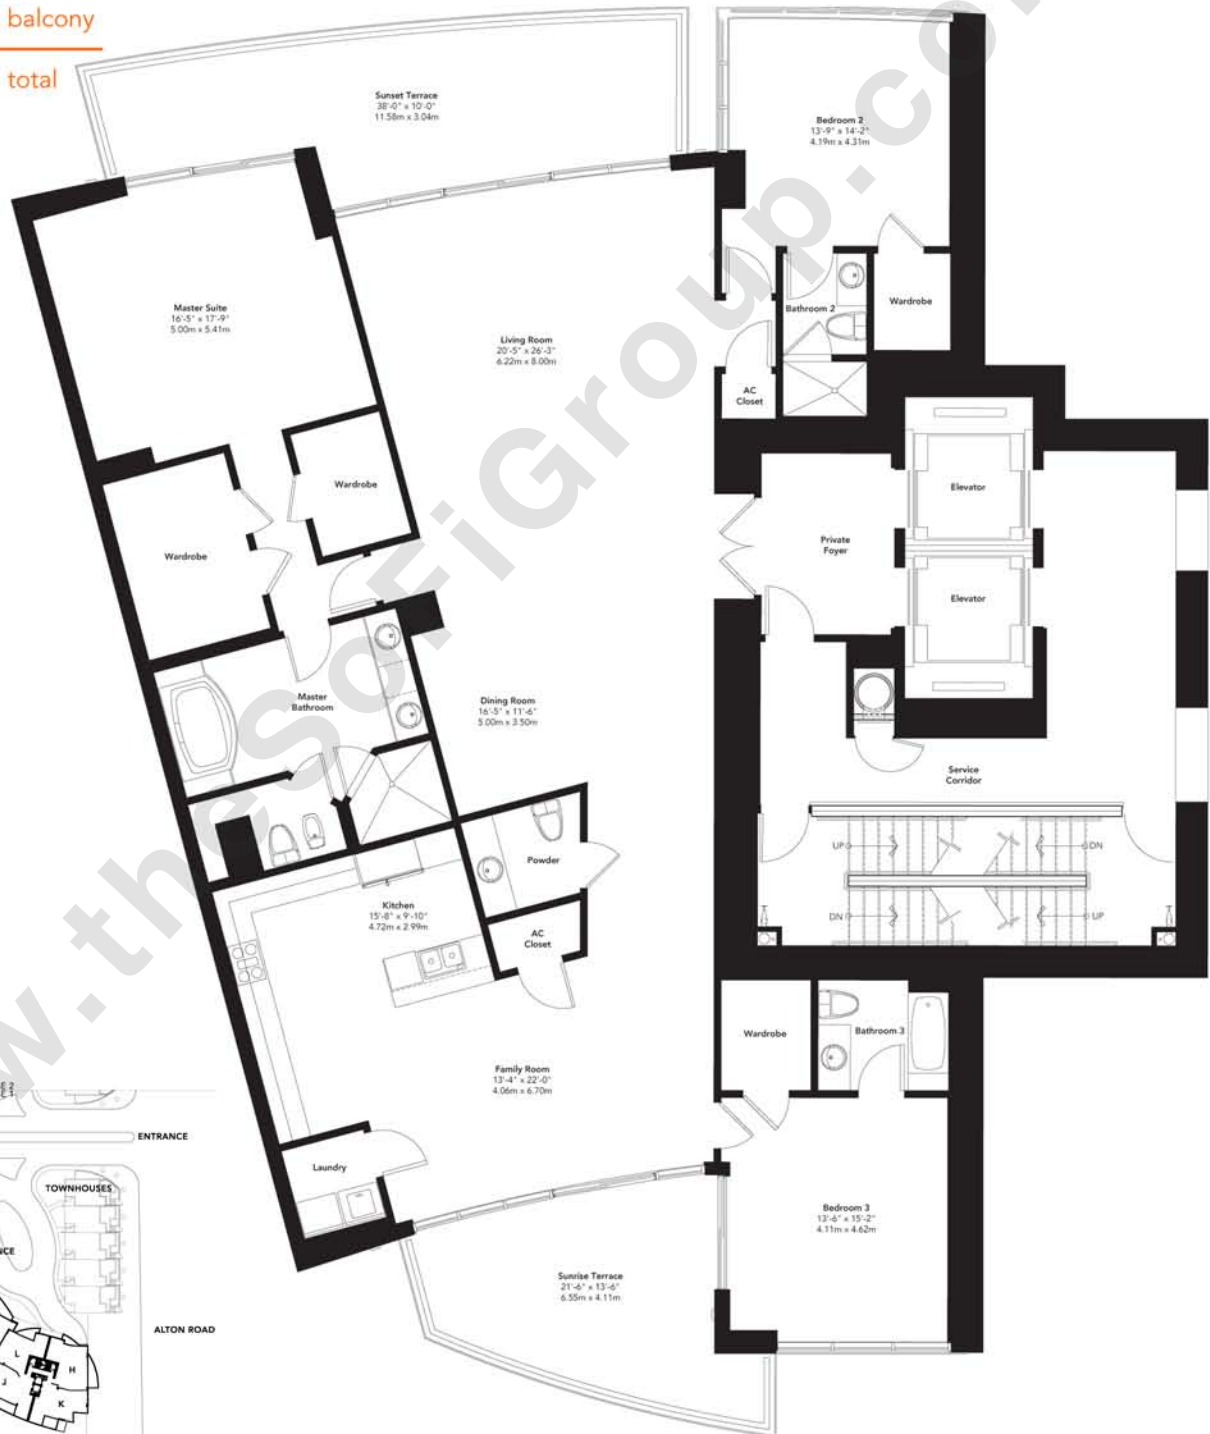 balcony
total
Sunset Terrace
38'-0" x 10'-0"
11.58m x 3.04m
Bedroom 2
13'-9" x 14'-2"
4.19m x 4.31m
Master Suite
16'-5" x 17'-9"
5.00m x 5.41m
Living Room
20'-5" x 26'-3"
6.22m x 8.00m
Bathroom 2
Wardrobe
AC
Closet
Wardrobe
Wardrobe
Elevator
Private
Foyer
Elevator
Master
Bathroom
Dining Room
16'-5" x 11'-6"
5.00m x 3.50m
Service
Corridor
UP
DN
DN
UP
Powder
Kitchen
15'-8" x 9'-10"
4.72m x 2.99m
AC
Closet
Wardrobe
Bathroom 3
Family Room
13'-4" x 22'-0"
4.06m x 6.70m
Laundry
Bedroom 3
13'-6" x 15'-2"
4.11m x 4.62m
Sunrise Terrace
21'-6" x 13'-6"
6.55m x 4.11m
ENTRANCE
TOWNHOUSES
NCE
ALTON ROAD
L
H
J
K
w.theSoFiGroup.co